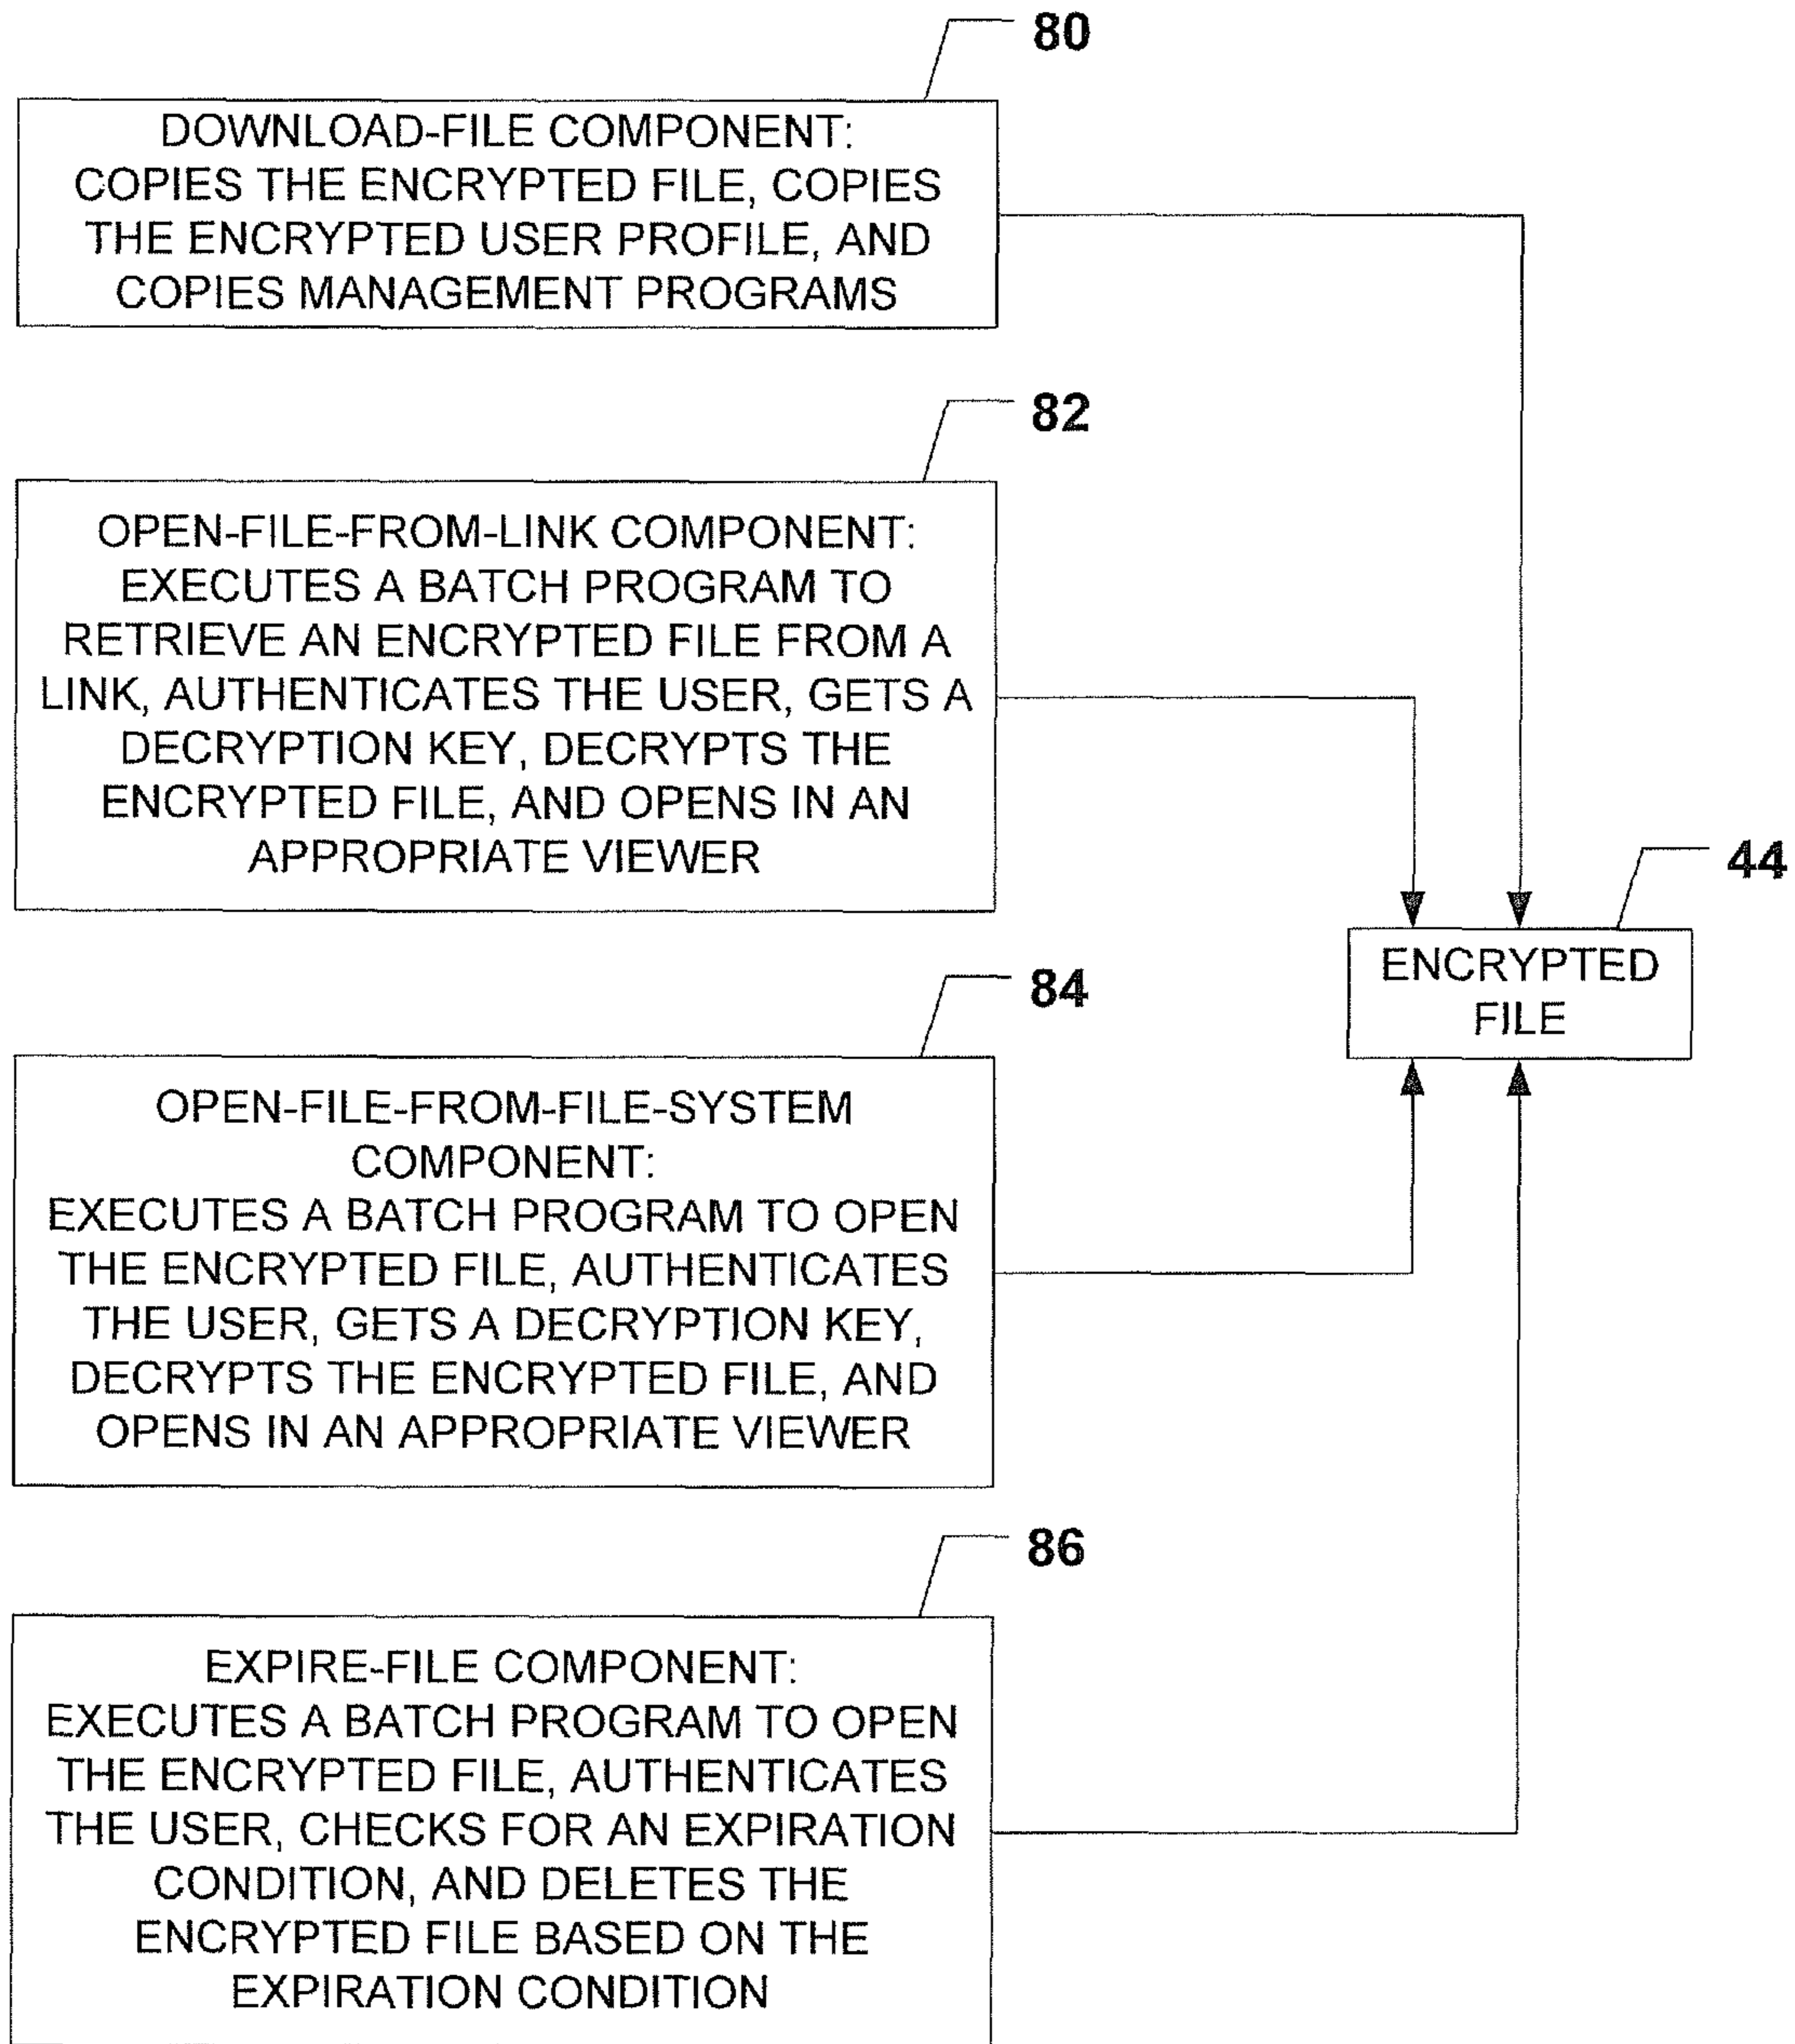 80
DOWNLOAD-FILE COMPONENT:
COPIES THE ENCRYPTED FILE, COPIES
THE ENCRYPTED USER PROFILE, AND
COPIES MANAGEMENT PROGRAMS
82
OPEN-FILE-FROM-LINK COMPONENT:
EXECUTES A BATCH PROGRAM TO
RETRIEVE AN ENCRYPTED FILE FROM A
LINK, AUTHENTICATES THE USER, GETS A
DECRYPTION KEY, DECRYPTS THE
ENCRYPTED FILE, AND OPENS IN AN
APPROPRIATE VIEWER
44
ENCRYPTED
FILE
84
OPEN-FILE-FROM-FILE-SYSTEM
COMPONENT:
EXECUTES A BATCH PROGRAM TO OPEN
THE ENCRYPTED FILE, AUTHENTICATES
THE USER, GETS A DECRYPTION KEY,
DECRYPTS THE ENCRYPTED FILE, AND
OPENS IN AN APPROPRIATE VIEWER
86
EXPIRE-FILE COMPONENT:
EXECUTES A BATCH PROGRAM TO OPEN
THE ENCRYPTED FILE, AUTHENTICATES
THE USER, CHECKS FOR AN EXPIRATION
CONDITION, AND DELETES THE
ENCRYPTED FILE BASED ON THE
EXPIRATION CONDITION